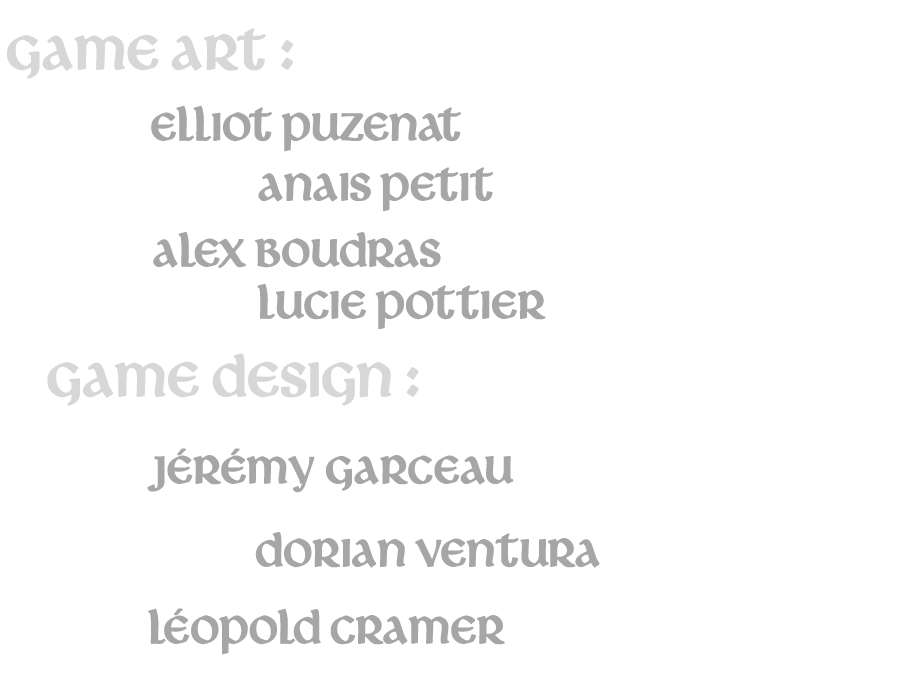 Game Art :
Elliot Puzenat
Anais Petit
Alex Boudras
Lucie Pottier
Game Design :
Jérémy Garceau
Dorian Ventura
Léopold Cramer